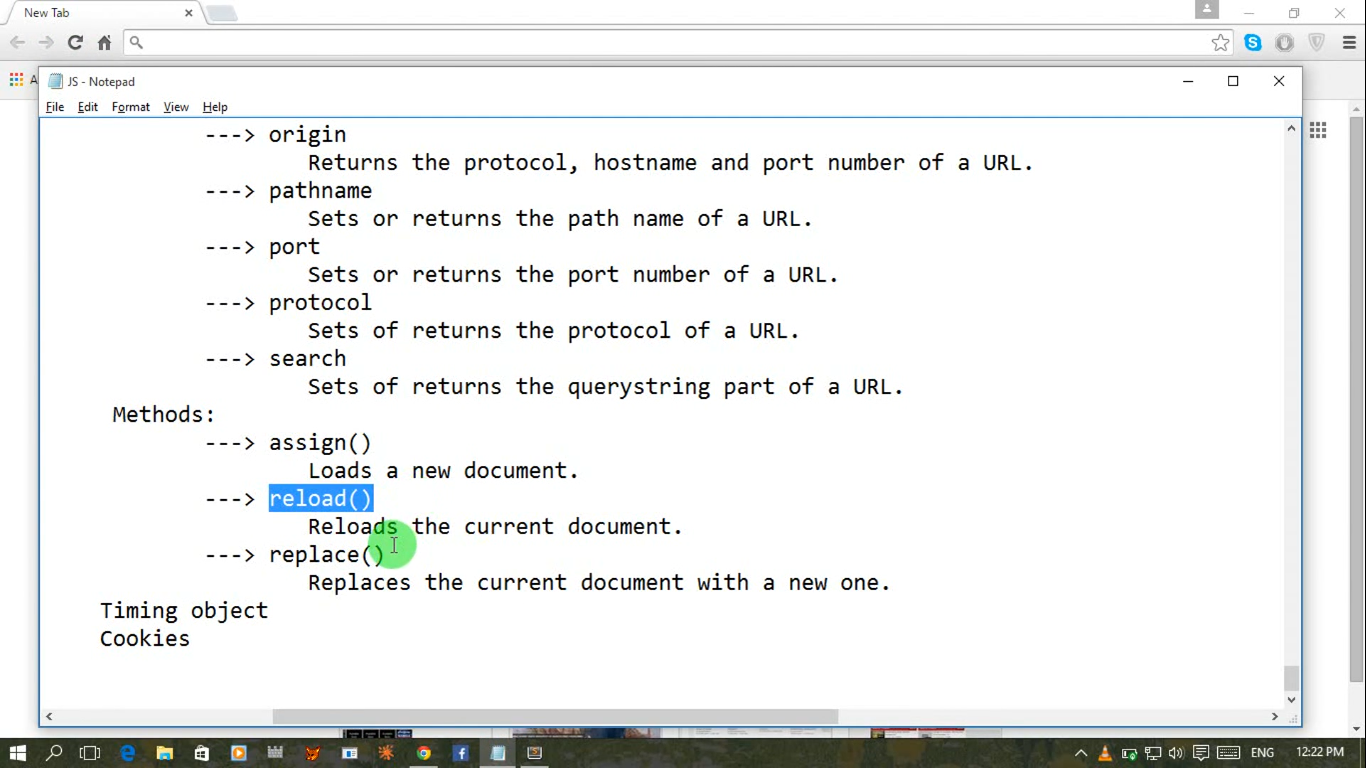 New Tab
A
JS - Notepad
File Edit Format View Help
---> origin
Returns the protocol, hostname and port number of a URL.
---> pathname
Sets or returns the path name of a URL.
---> port
Sets or returns the port number of a URL.
---> protocol
Sets of returns the protocol of a URL.
---> search
Sets of returns the querystring part of a URL.
Methods:
---> assign()
Loads a new document.
---> reload()
Reloads the current document.
---> replace()
Replaces the current document with a new one.
Timing object
Cookies
ENG 12:22 PM